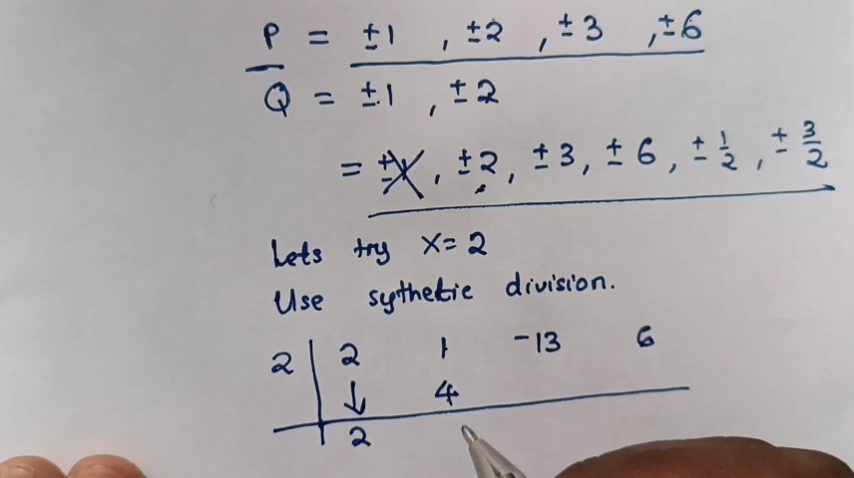 P = ±1 , ±2 , ±3 , ±6
Q = ±1 , ±2
= ±1, ±2, ±3, ±6, ±1/2, ±3/2
Lets try x=2
Use sythetic division.
2 | 2 1 -13 6
↓ 4
2